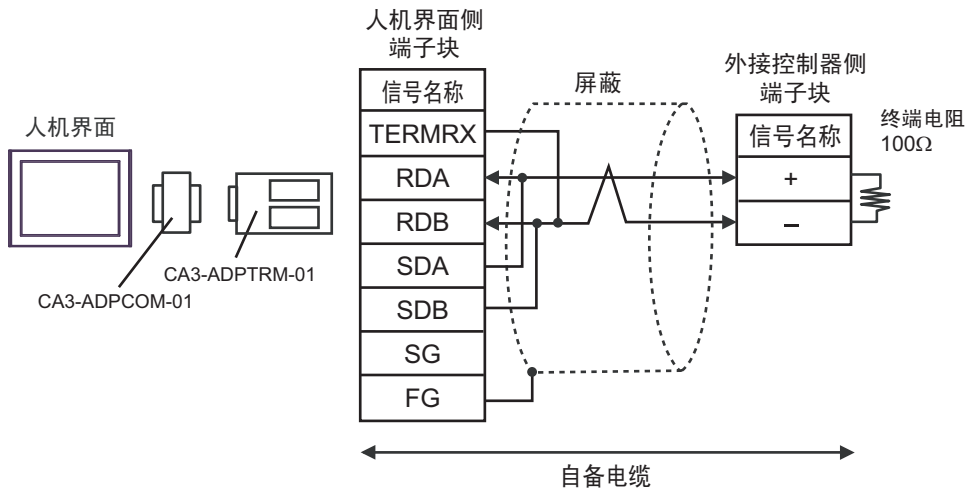 人机界面
CA3-ADPCOM-01
CA3-ADPTRM-01
人机界面侧
端子块
信号名称
TERMRX
RDA
RDB
SDA
SDB
SG
FG
屏蔽
外接控制器侧
端子块
信号名称
+
–
终端电阻
100Ω
自备电缆